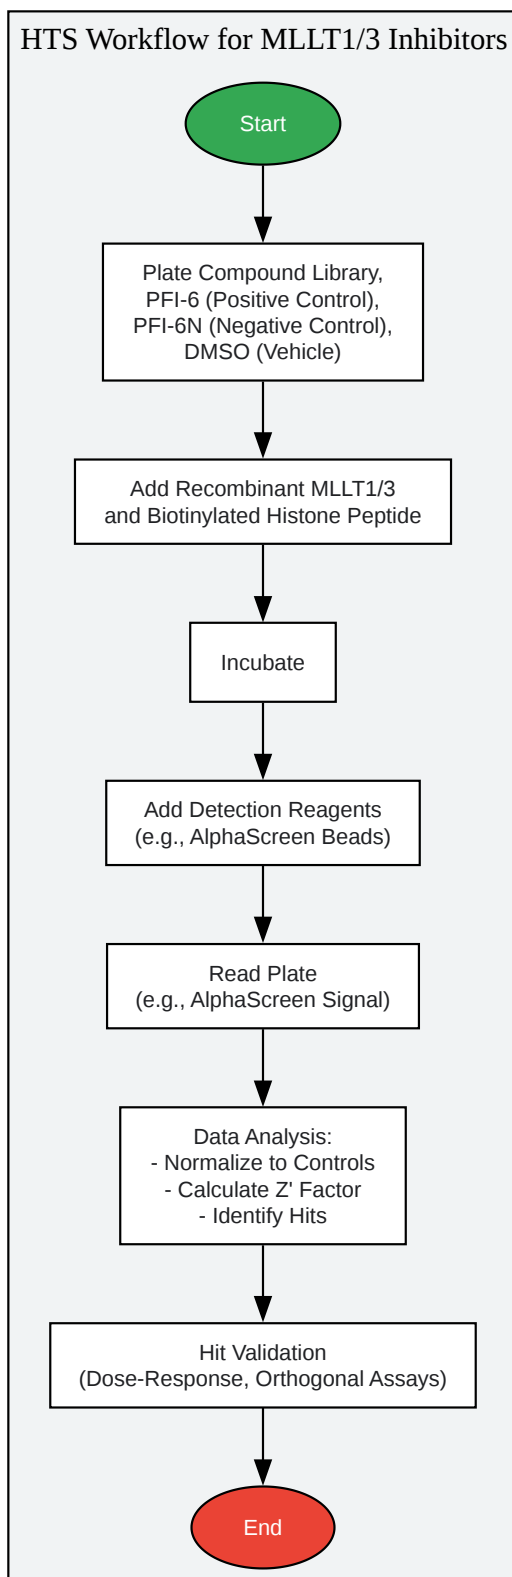 HTS Workflow for MLLT1/3 Inhibitors
Start
Plate Compound Library,
PFI-6 (Positive Control),
PFI-6N (Negative Control),
DMSO (Vehicle)
Add Recombinant MLLT1/3
and Biotinylated Histone Peptide
Incubate
Add Detection Reagents
(e.g., AlphaScreen Beads)
Read Plate
(e.g., AlphaScreen Signal)
Data Analysis:
- Normalize to Controls
- Calculate Z' Factor
- Identify Hits
Hit Validation
(Dose-Response, Orthogonal Assays)
End